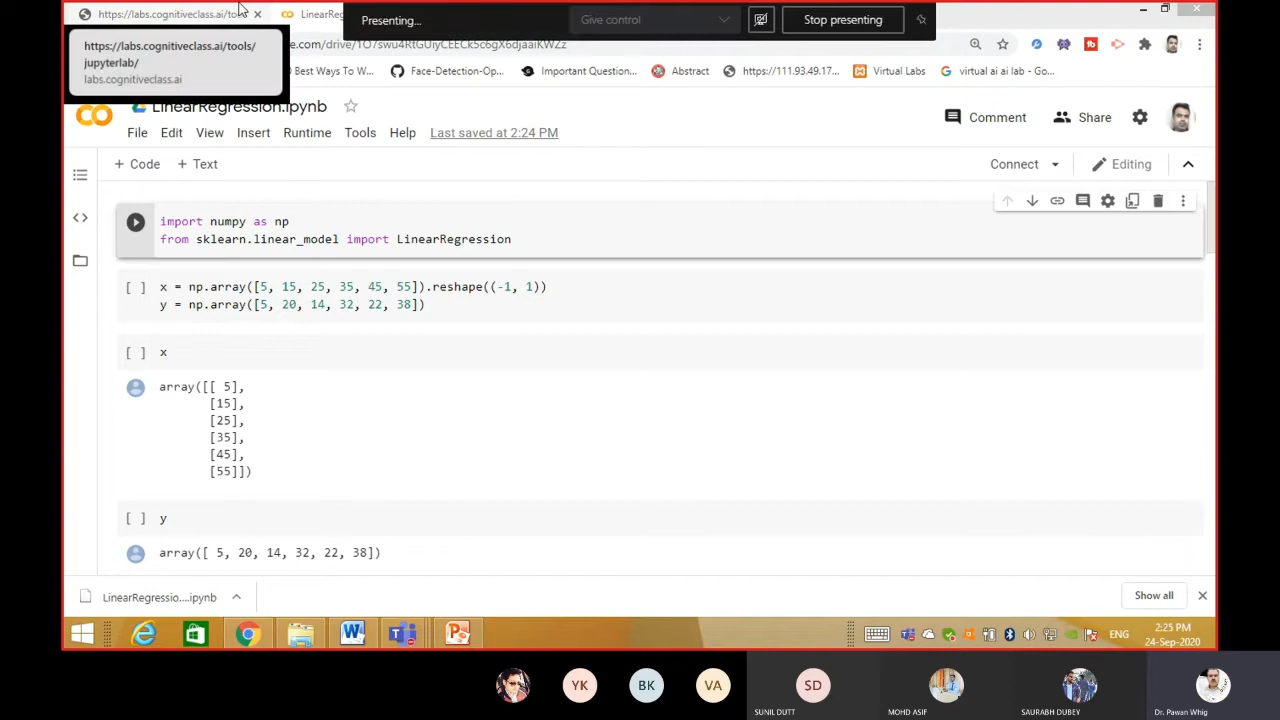 https://labs.cognitiveclass.ai/too
LinearReg
Presenting...
Give control
Stop presenting
https://labs.cognitiveclass.ai/tools/
jupyterlab/
labs.cognitiveclass.ai
Best Ways To W...
Face-Detection-Op...
Important Question...
Abstract
https://111.93.49.17...
Virtual Labs
virtual ai ai lab - Go...
LinearRegression.ipynb
File
Edit
View
Insert
Runtime
Tools
Help
Last saved at 2:24 PM
Comment
Share
+ Code
+ Text
Connect
Editing
import numpy as np
from sklearn.linear_model import LinearRegression
[ ] x = np.array([5, 15, 25, 35, 45, 55]).reshape((-1, 1))
y = np.array([5, 20, 14, 32, 22, 38])
[ ] x
array([[ 5],
[15],
[25],
[35],
[45],
[55]])
[ ] y
array([ 5, 20, 14, 32, 22, 38])
LinearRegressio....ipynb
Show all
ENG
2:25 PM
24-Sep-2020
YK
BK
VA
SD
SUNIL DUTT
MOHD ASIF
SAURABH DUBEY
Dr. Pawan Whig